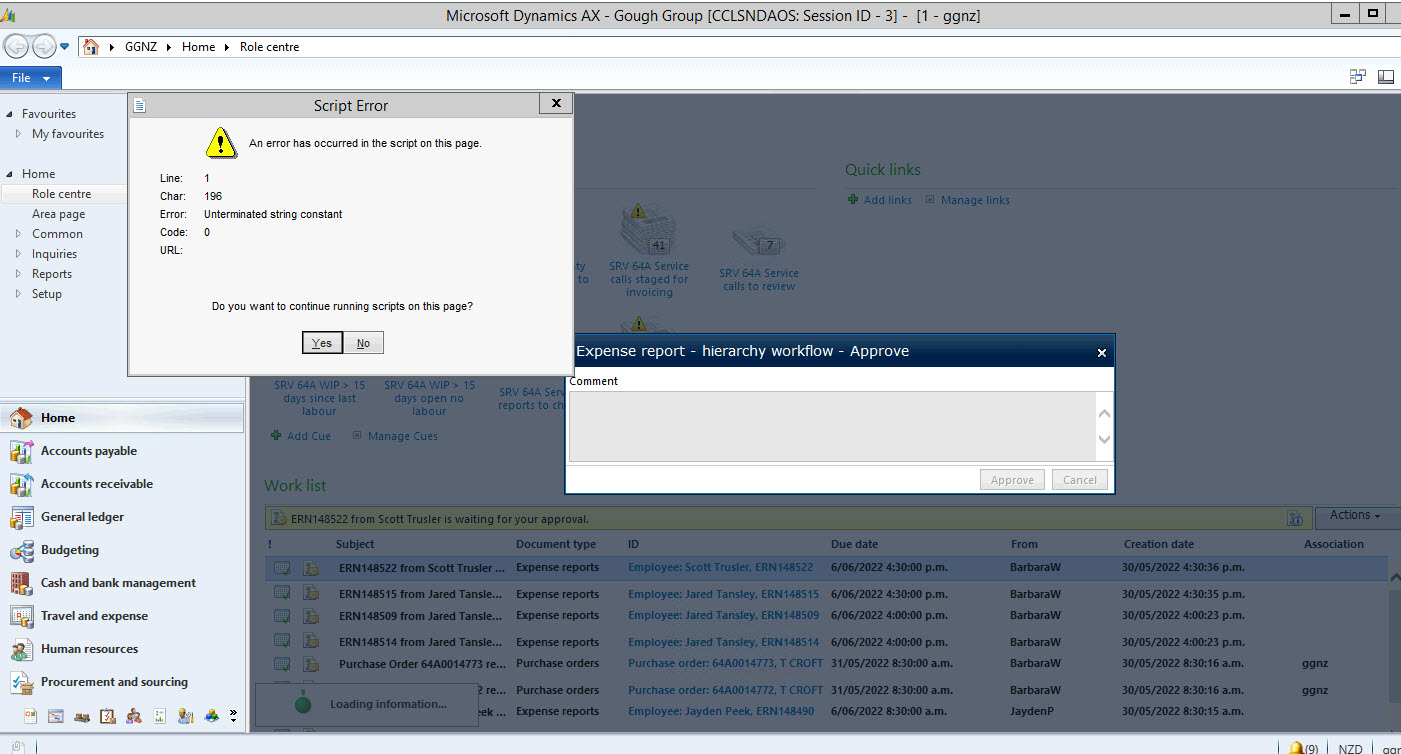 Microsoft Dynamics AX - Gough Group [CCLSNDAOS: Session ID - 3] - [1 - ggnz]
GGNZ Home Role centre
File
Favourites
My favourites
Home
Role centre
Area page
Common
Inquiries
Reports
Setup
Script Error
An error has occurred in the script on this page.
Line: 1
Char: 196
Error: Unterminated string constant
Code: 0
URL:
Do you want to continue running scripts on this page?
Yes No
Quick links
Add links Manage links
41
7
ty
to
SRV 64A Service
calls staged for
invoicing
SRV 64A Service
calls to review
SRV 64A WIP > 15
days since last
labour
SRV 64A WIP > 15
days open no
labour
SRV 64A Serv
reports to ch
Add Cue Manage Cues
Expense report - hierarchy workflow - Approve
Comment
Approve Cancel
Home
Accounts payable
Accounts receivable
General ledger
Budgeting
Cash and bank management
Travel and expense
Human resources
Procurement and sourcing
Work list
ERN148522 from Scott Trusler is waiting for your approval.
Actions
! Subject Document type ID Due date From Creation date Association
ERN148522 from Scott Trusler ... Expense reports Employee: Scott Trusler, ERN148522 6/06/2022 4:30:00 p.m. BarbaraW 30/05/2022 4:30:36 p.m.
ERN148515 from Jared Tansle... Expense reports Employee: Jared Tansley, ERN148515 6/06/2022 4:30:00 p.m. BarbaraW 30/05/2022 4:30:35 p.m.
ERN148509 from Jared Tansle... Expense reports Employee: Jared Tansley, ERN148509 6/06/2022 4:00:00 p.m. BarbaraW 30/05/2022 4:00:23 p.m.
ERN148514 from Jared Tansle... Expense reports Employee: Jared Tansley, ERN148514 6/06/2022 4:00:00 p.m. BarbaraW 30/05/2022 4:00:23 p.m.
Purchase Order 64A0014773 re... Purchase orders Purchase order: 64A0014773, T CROFT 31/05/2022 8:30:00 a.m. BarbaraW 30/05/2022 8:30:16 a.m. ggnz
2 re... Purchase orders Purchase order: 64A0014772, T CROFT 31/05/2022 8:30:00 a.m. BarbaraW 30/05/2022 8:30:16 a.m. ggnz
eek ... Expense reports Employee: Jayden Peek, ERN148490 6/06/2022 8:30:00 a.m. JaydenP 30/05/2022 8:30:15 a.m.
Loading information...
(9) NZD ggr